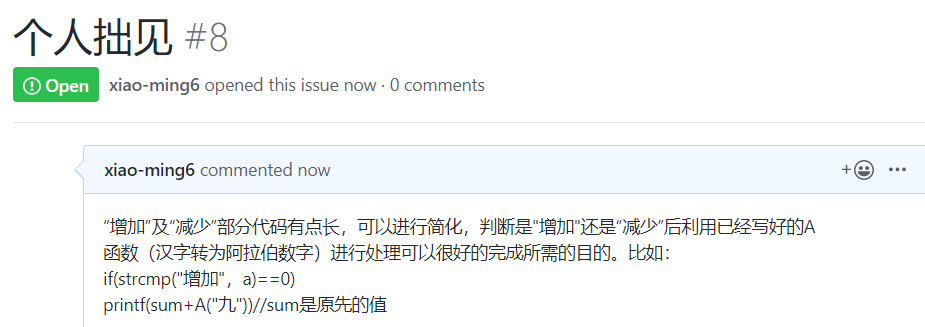 个人拙见 #8
Open xiao-ming6 opened this issue now · 0 comments
xiao-ming6 commented now
“增加”及“减少”部分代码有点长，可以进行简化，判断是"增加"还是“减少”后利用已经写好的A
函数（汉字转为阿拉伯数字）进行处理可以很好的完成所需的目的。比如：
if(strcmp("增加"，a)==0)
printf(sum+A("九"))//sum是原先的值